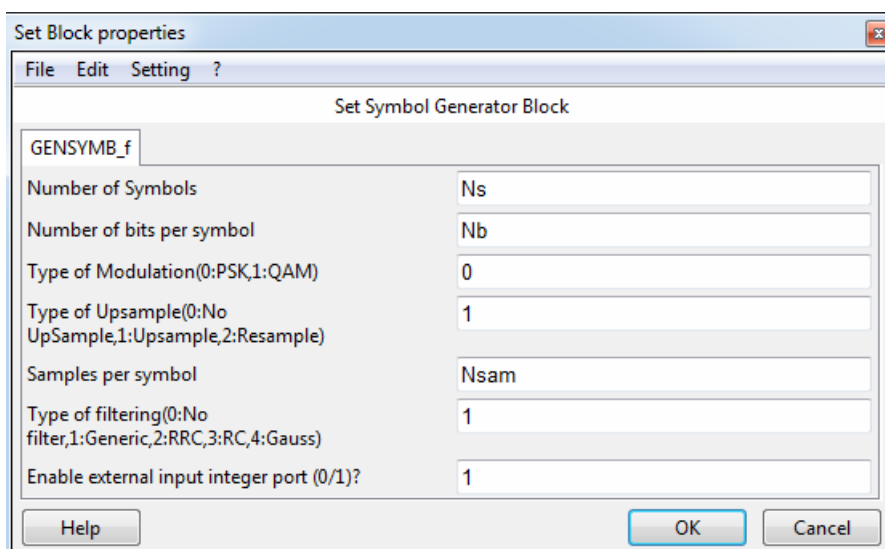 Set Block properties
File Edit Setting ?
Set Symbol Generator Block
GENSYMB_f
Number of Symbols Ns
Number of bits per symbol Nb
Type of Modulation(0:PSK,1:QAM) 0
Type of Upsample(0:No 1
UpSample,1:Upsample,2:Resample)
Samples per symbol Nsam
Type of filtering(0:No 1
filter,1:Generic,2:RRC,3:RC,4:Gauss)
Enable external input integer port (0/1)? 1
Help OK Cancel